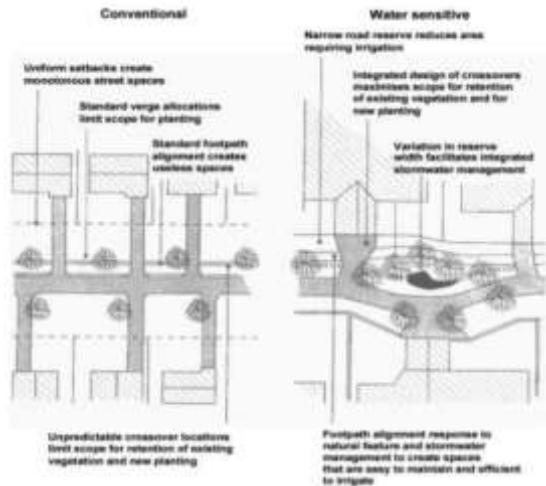 Conventional
Uniform setbacks create
monotonous street spaces
Standard verge allocations
limit scope for planting
Standard footpath
alignment creates
useless spaces
Unpredictable crossover locations
limit scope for retention of existing
vegetation and new planting
Water sensitive
Narrow road reserve reduces area
requiring irrigation
Integrated design of crossovers
maximises scope for retention
of existing vegetation and for
new planting
Variation in reserve
width facilitates integrated
stormwater management
Footpath alignment response to
natural feature and stormwater
management to create spaces
that are easy to maintain and efficient
to irrigate